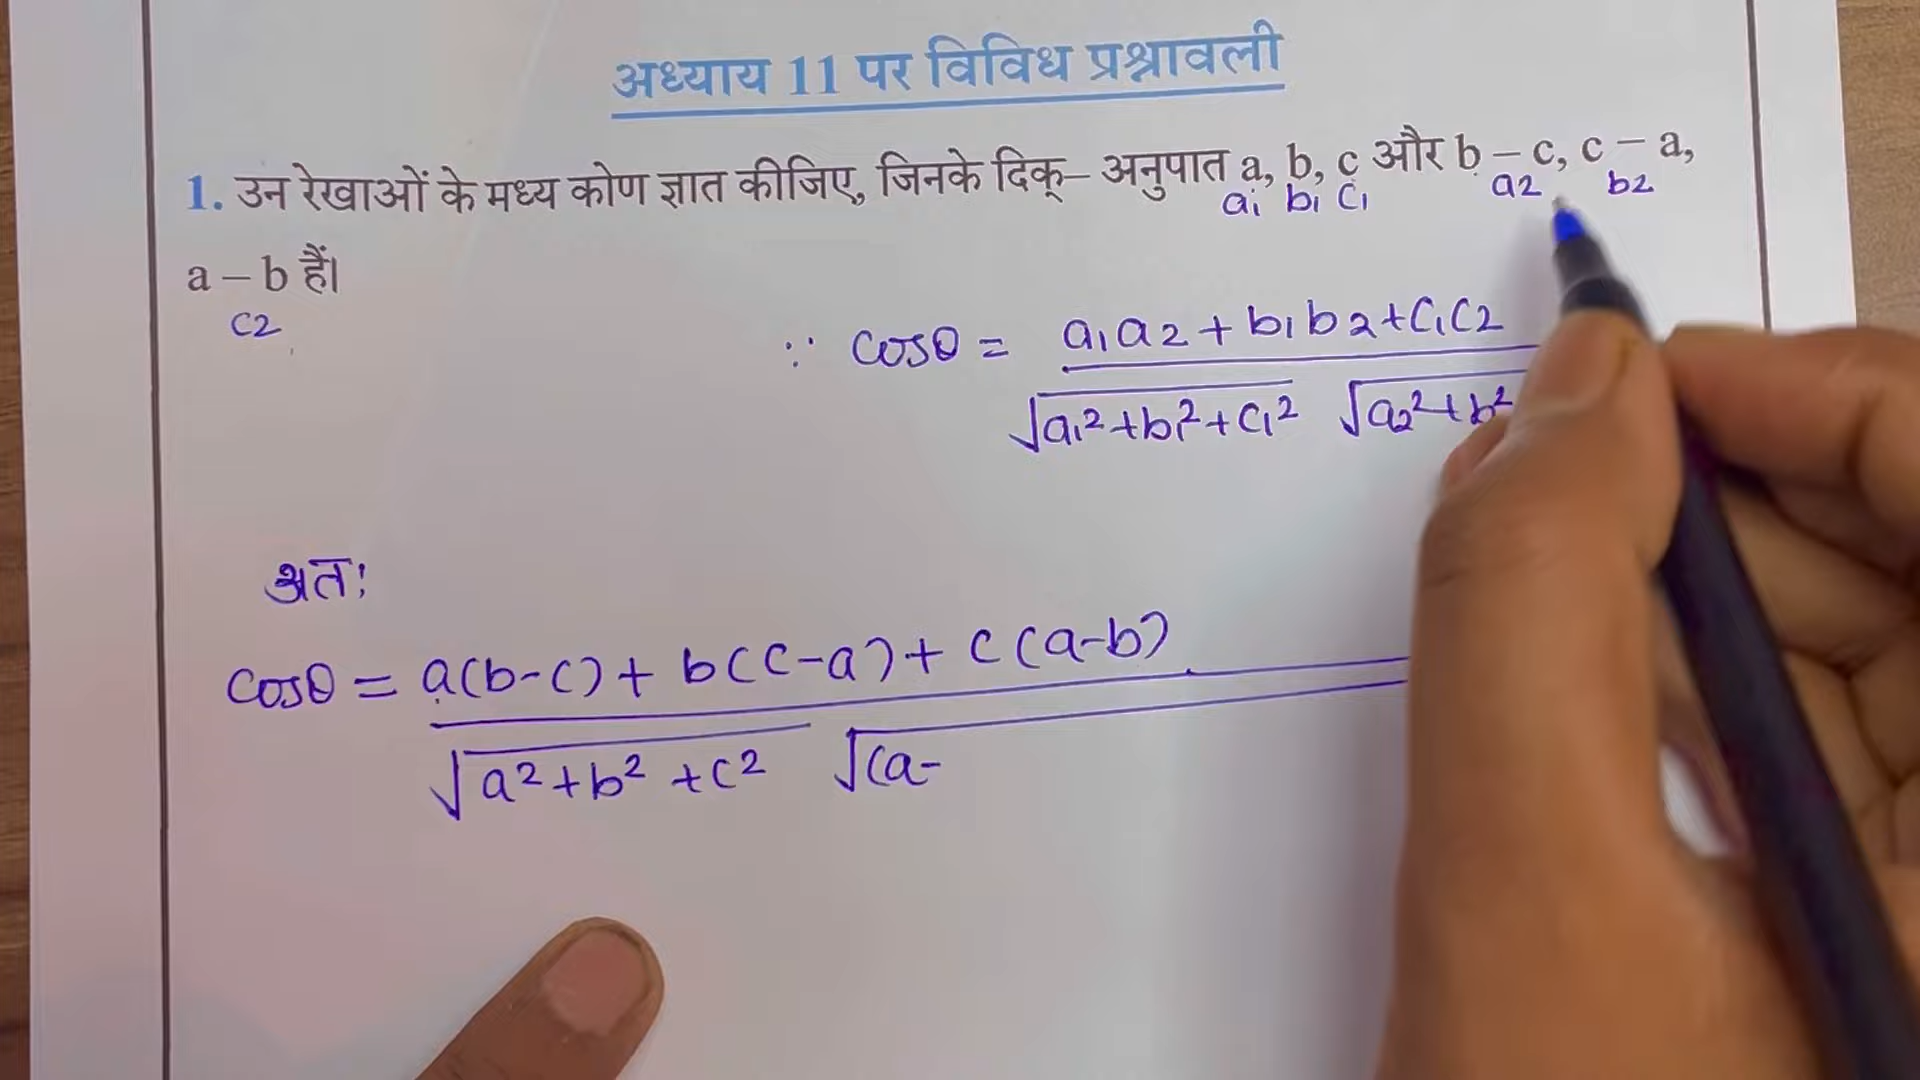 अध्याय 11 पर विविध प्रश्नावली
1. उन रेखाओं के मध्य कोण ज्ञात कीजिए, जिनके दिक्– अनुपात a, b, c और b – c, c – a,
a₁ b₁ c₁ a2 b2
a – b हैं।
c2
∵ cosθ = a₁a2 + b₁b2 + c₁c2
√a₁² + b₁² + c₁² √a₂² + b²
अतः
cosθ = a(b-c) + b(c-a) + c(a-b)
√a² + b² + c² √(a-